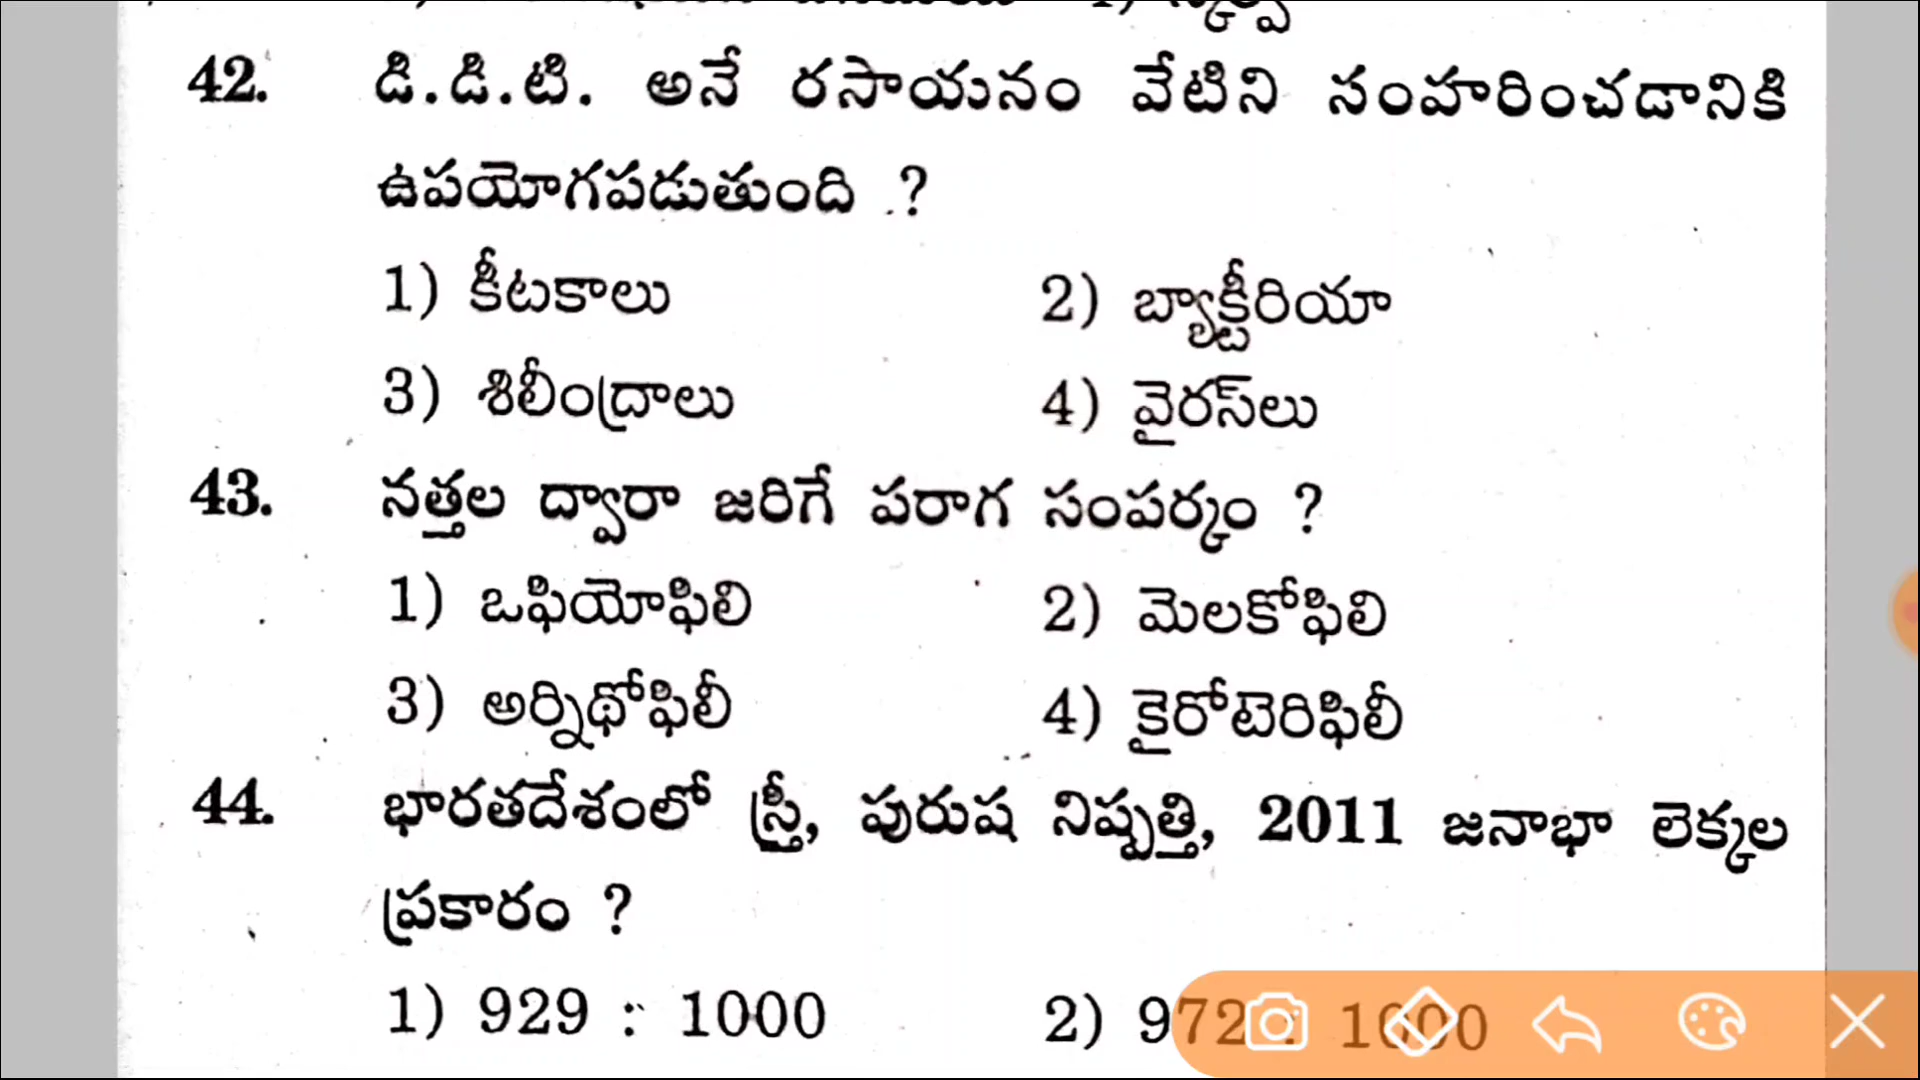 42. డి.డి.టి. అనే రసాయనం వేటిని సంహరించడానికి
ఉపయోగపడుతుంది ?
1) కీటకాలు 2) బ్యాక్టీరియా
3) శిలీంద్రాలు 4) వైరస్‌లు
43. నత్తల ద్వారా జరిగే పరాగ సంపర్కం ?
1) ఒఫియోఫిలి 2) మెలకోఫిలి
3) అర్నిథోఫిలీ 4) కైరోటెరిఫిలీ
44. భారతదేశంలో స్త్రీ, పురుష నిష్పత్తి, 2011 జనాభా లెక్కల
ప్రకారం ?
1) 929 : 1000 2) 972 : 1000